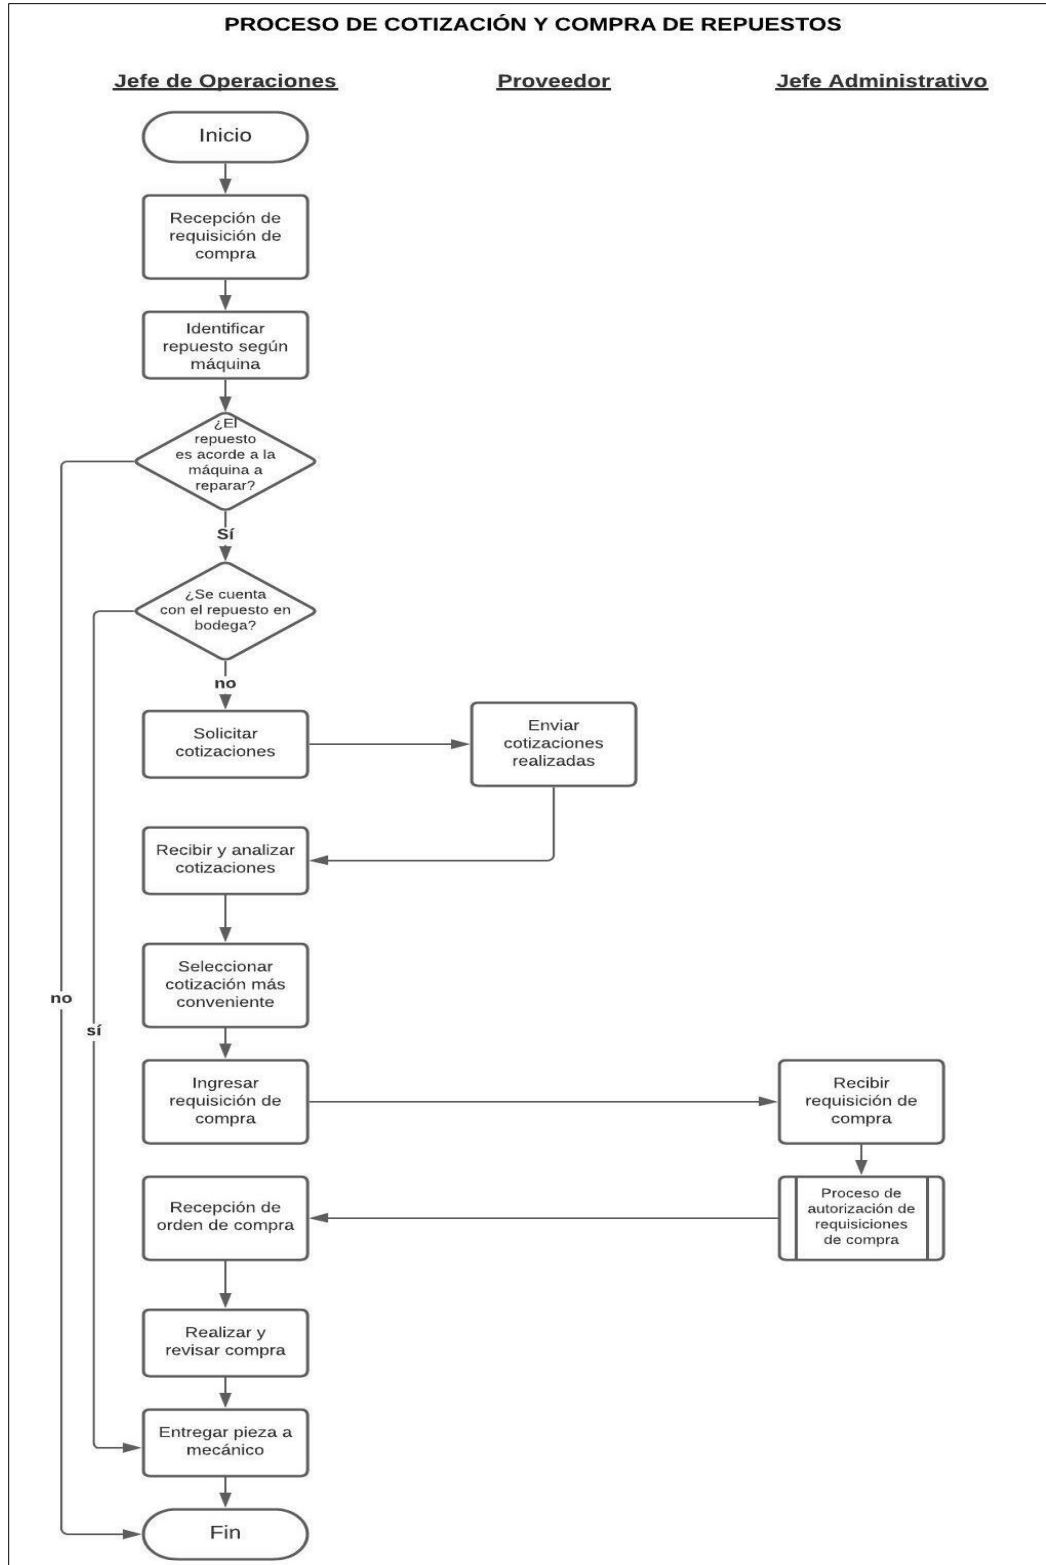 PROCESO DE COTIZACIÓN Y COMPRA DE REPUESTOS
Jefe de Operaciones
Proveedor
Jefe Administrativo
Inicio
Recepción de
requisición de
compra
Identificar
repuesto según
máquina
¿El
repuesto
es acorde a la
máquina a
reparar?
Sí
¿Se cuenta
con el repuesto en
bodega?
no
Solicitar
cotizaciones
Enviar
cotizaciones
realizadas
Recibir y analizar
cotizaciones
Seleccionar
cotización más
conveniente
no
sí
Ingresar
requisición de
compra
Recibir
requisición de
compra
Proceso de
autorización de
requisiciones
de compra
Recepción de
orden de compra
Realizar y
revisar compra
Entregar pieza a
mecánico
Fin